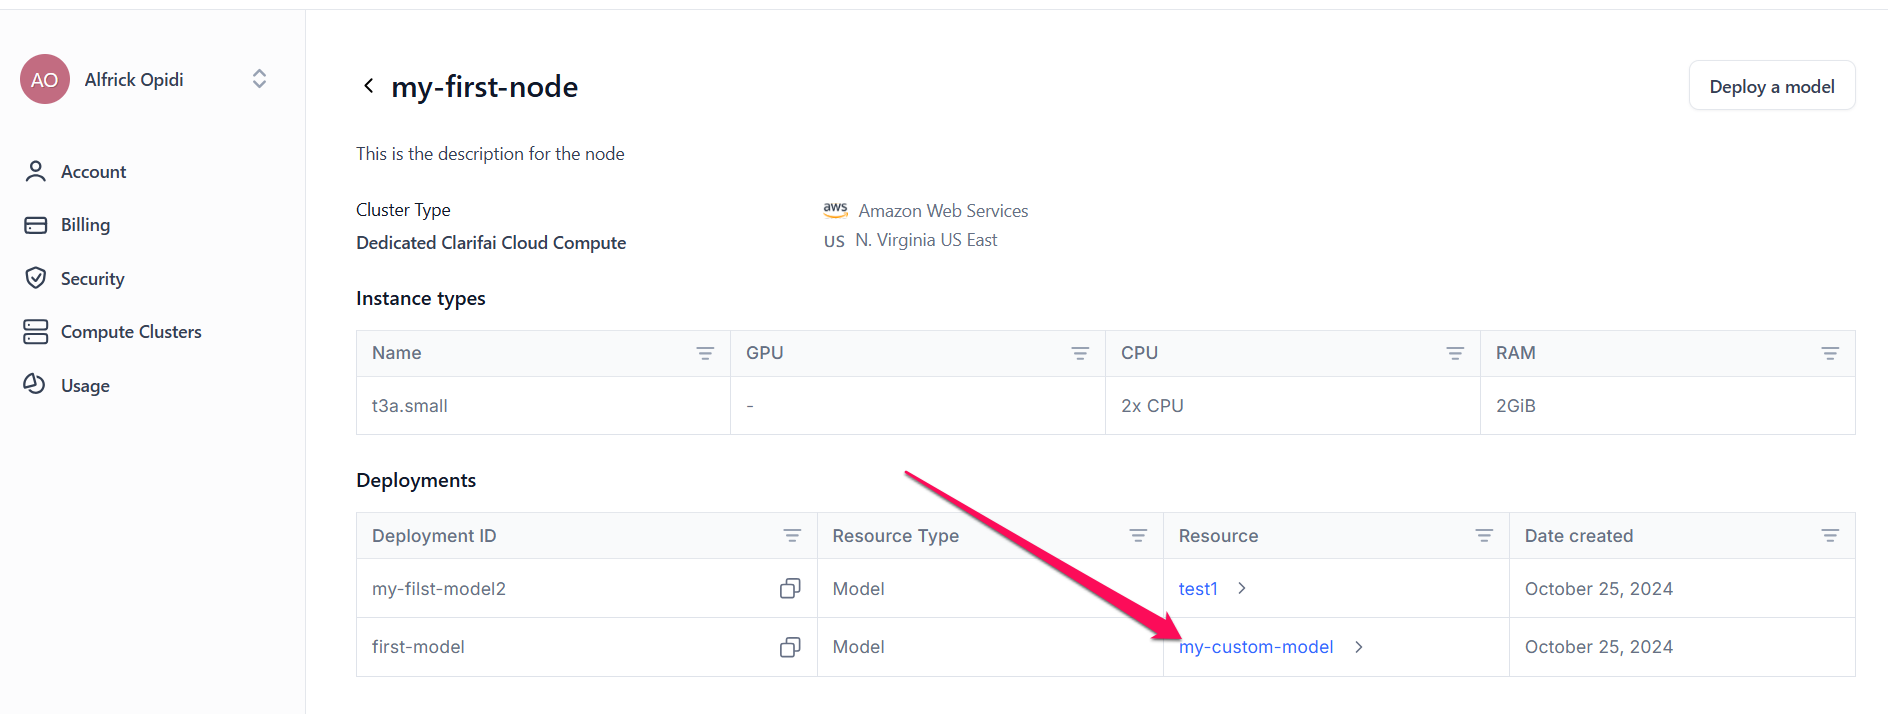 AO Alfrick Opidi
Account
Billing
Security
Compute Clusters
Usage
my-first-node
Deploy a model
This is the description for the node
Cluster Type
Dedicated Clarifai Cloud Compute
aws Amazon Web Services
US N. Virginia US East
Instance types
Name GPU CPU RAM
t3a.small - 2x CPU 2GiB
Deployments
Deployment ID Resource Type Resource Date created
my-filst-model2 Model test1 October 25, 2024
first-model Model my-custom-model October 25, 2024